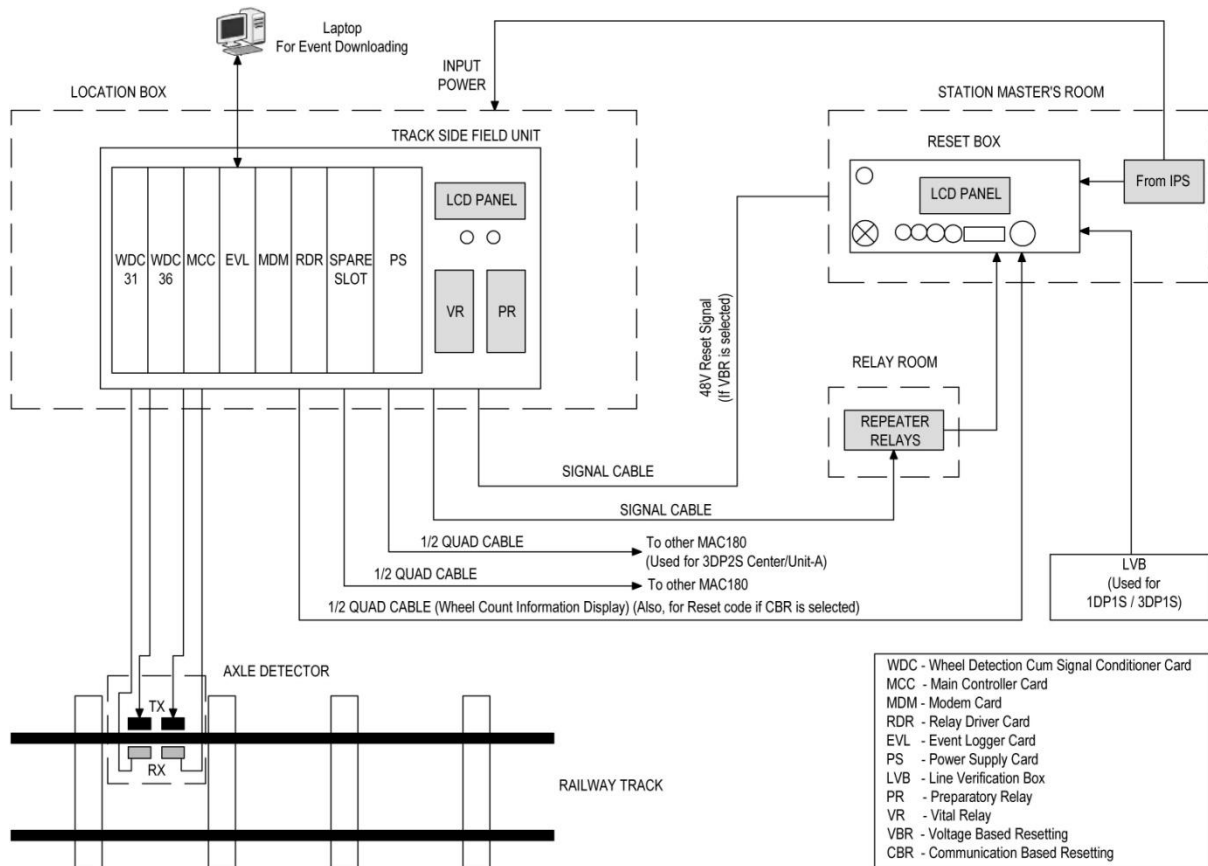 Laptop
For Event Downloading
INPUT
POWER
LOCATION BOX
STATION MASTER'S ROOM
TRACK SIDE FIELD UNIT
RESET BOX
LCD PANEL
From IPS
LCD PANEL
WDC
31
WDC
36
MCC
EVL
MDM
RDR
SPARE
SLOT
PS
VR
PR
48V Reset Signal
(If VBR is selected)
RELAY ROOM
REPEATER
RELAYS
SIGNAL CABLE
SIGNAL CABLE
1/2 QUAD CABLE
To other MAC180
(Used for 3DP2S Center/Unit-A)
1/2 QUAD CABLE
To other MAC180
1/2 QUAD CABLE (Wheel Count Information Display) (Also, for Reset code if CBR is selected)
LVB
(Used for
1DP1S / 3DP1S)
AXLE DETECTOR
TX
RX
RAILWAY TRACK
WDC - Wheel Detection Cum Signal Conditioner Card
MCC - Main Controller Card
MDM - Modem Card
RDR - Relay Driver Card
EVL - Event Logger Card
PS - Power Supply Card
LVB - Line Verification Box
PR - Preparatory Relay
VR - Vital Relay
VBR - Voltage Based Resetting
CBR - Communication Based Resetting